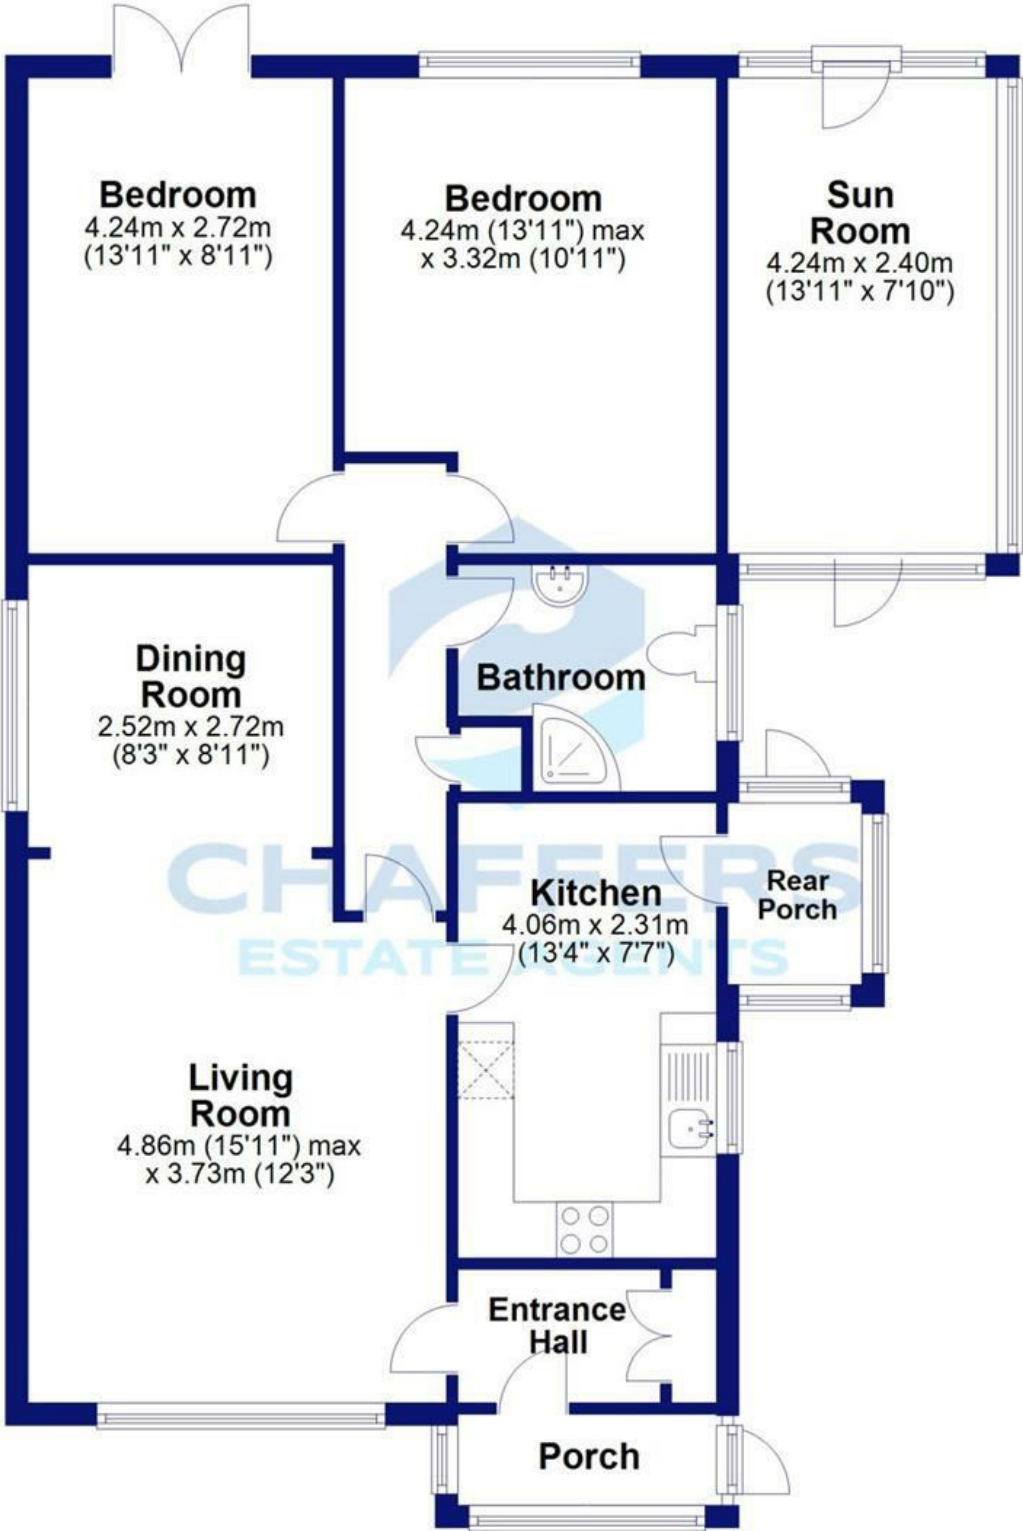 Bedroom
4.24m x 2.72m
(13'11" x 8'11")
Bedroom
4.24m (13'11") max
x 3.32m (10'11")
Sun
Room
4.24m x 2.40m
(13'11" x 7'10")
Dining
Room
2.52m x 2.72m
(8'3" x 8'11")
Bathroom
CHAFFERS
ESTATE AGENTS
Kitchen
4.06m x 2.31m
(13'4" x 7'7")
Rear
Porch
Living
Room
4.86m (15'11") max
x 3.73m (12'3")
Entrance
Hall
Porch